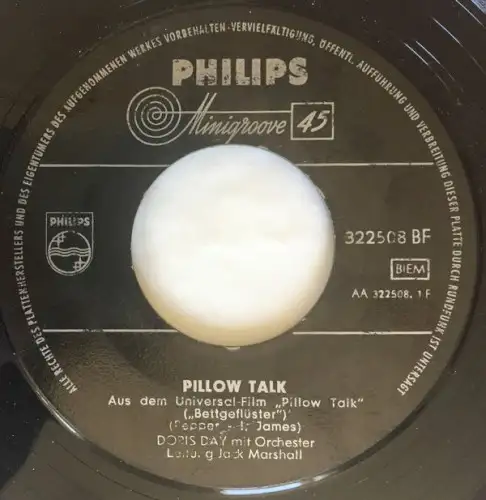 ALLE RECHTE DES PLATTENHERSTELLERS UND DES EIGENTÜMERS DES AUFGENOMMENEN WERKES VORBEHALTEN-VERVIELFÄLTIGUNG, ÖFFENTL. AUFFÜHRUNG UND VERBREITUNG DIESER PLATTE DURCH RUNDFUNK IST UNTERSAGT
PHILIPS
Minigroove 45
PHILIPS
322508 BF
BIEM
AA 322508. 1 F
PILLOW TALK
Aus dem Universal-Film „Pillow Talk"
(„Bettgeflüster")
James)
DORIS DAY mit Orchester
Leitung Jack Marshall